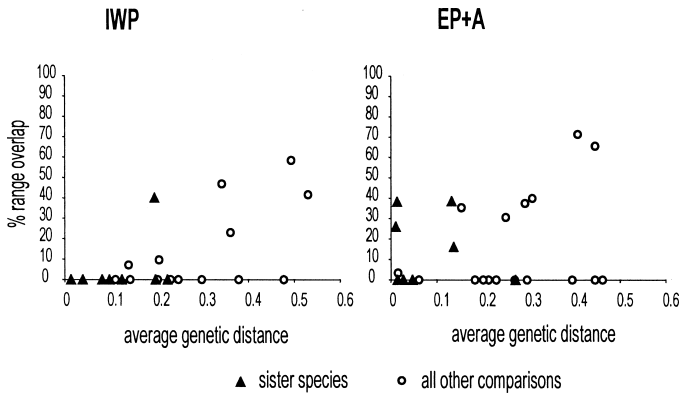 IWP
EP+A
% range overlap
100
90
80
70
60
50
40
30
20
10
0
0 0.1 0.2 0.3 0.4 0.5 0.6
average genetic distance
100
90
80
70
60
50
40
30
20
10
0
0 0.1 0.2 0.3 0.4 0.5 0.6
average genetic distance
sister species
all other comparisons